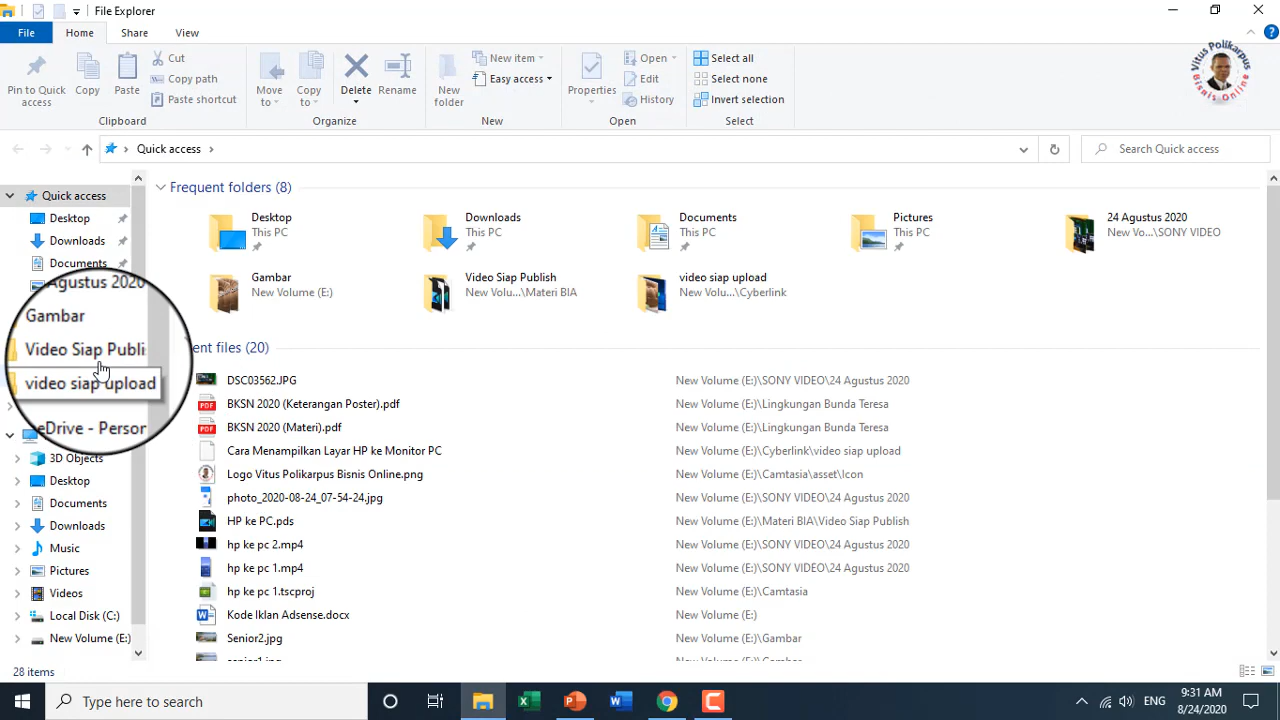 File Explorer
File Home Share View
Pin to Quick access
Copy
Paste
Cut
Copy path
Paste shortcut
Clipboard
Move to
Copy to
Delete
Rename
Organize
New folder
New item
Easy access
New
Properties
Open
Edit
History
Open
Select all
Select none
Invert selection
Select
Vitus Polikarpus
Bisnis Online
Quick access
Search Quick access
Quick access
Desktop
Downloads
Documents
Agustus 2020
Gambar
Video Siap Publi
video siap upload
eDrive - Person
3D Objects
Desktop
Documents
Downloads
Music
Pictures
Videos
Local Disk (C:)
New Volume (E:)
Frequent folders (8)
Desktop
This PC
Downloads
This PC
Documents
This PC
Pictures
This PC
24 Agustus 2020
New Vo...\SONY VIDEO
Gambar
New Volume (E:)
Video Siap Publish
New Volu...\Materi BIA
video siap upload
New Volu...\Cyberlink
ent files (20)
DSC03562.JPG New Volume (E:)\SONY VIDEO\24 Agustus 2020
BKSN 2020 (Keterangan Poster).pdf New Volume (E:)\Lingkungan Bunda Teresa
BKSN 2020 (Materi).pdf New Volume (E:)\Lingkungan Bunda Teresa
Cara Menampilkan Layar HP ke Monitor PC New Volume (E:)\Cyberlink\video siap upload
Logo Vitus Polikarpus Bisnis Online.png New Volume (E:)\Camtasia\asset\Icon
photo_2020-08-24_07-54-24.jpg New Volume (E:)\SONY VIDEO\24 Agustus 2020
HP ke PC.pds New Volume (E:)\Materi BIA\Video Siap Publish
hp ke pc 2.mp4 New Volume (E:)\SONY VIDEO\24 Agustus 2020
hp ke pc 1.mp4 New Volume (E:)\SONY VIDEO\24 Agustus 2020
hp ke pc 1.tscproj New Volume (E:)\Camtasia
Kode Iklan Adsense.docx New Volume (E:)
Senior2.jpg New Volume (E:)\Gambar
senior1.jpg New Volume (E:)\Gambar
28 items
Type here to search
ENG
9:31 AM
8/24/2020